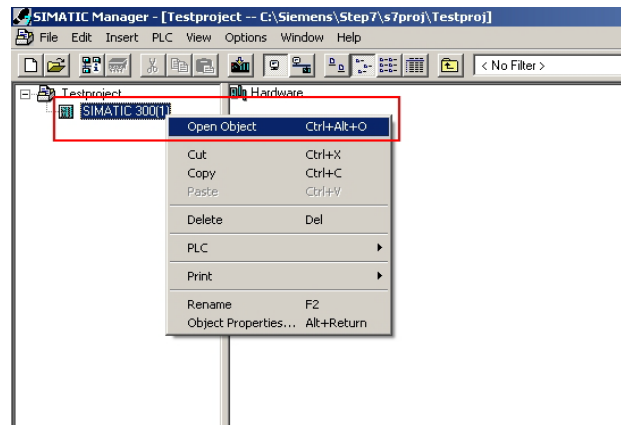 SIMATIC Manager - [Testproject -- C:\Siemens\Step7\s7proj\Testproj]
File Edit Insert PLC View Options Window Help
< No Filter >
Testproject
Hardware
SIMATIC 300(1)
Open Object Ctrl+Alt+O
Cut Ctrl+X
Copy Ctrl+C
Paste Ctrl+V
Delete Del
PLC
Print
Rename F2
Object Properties... Alt+Return